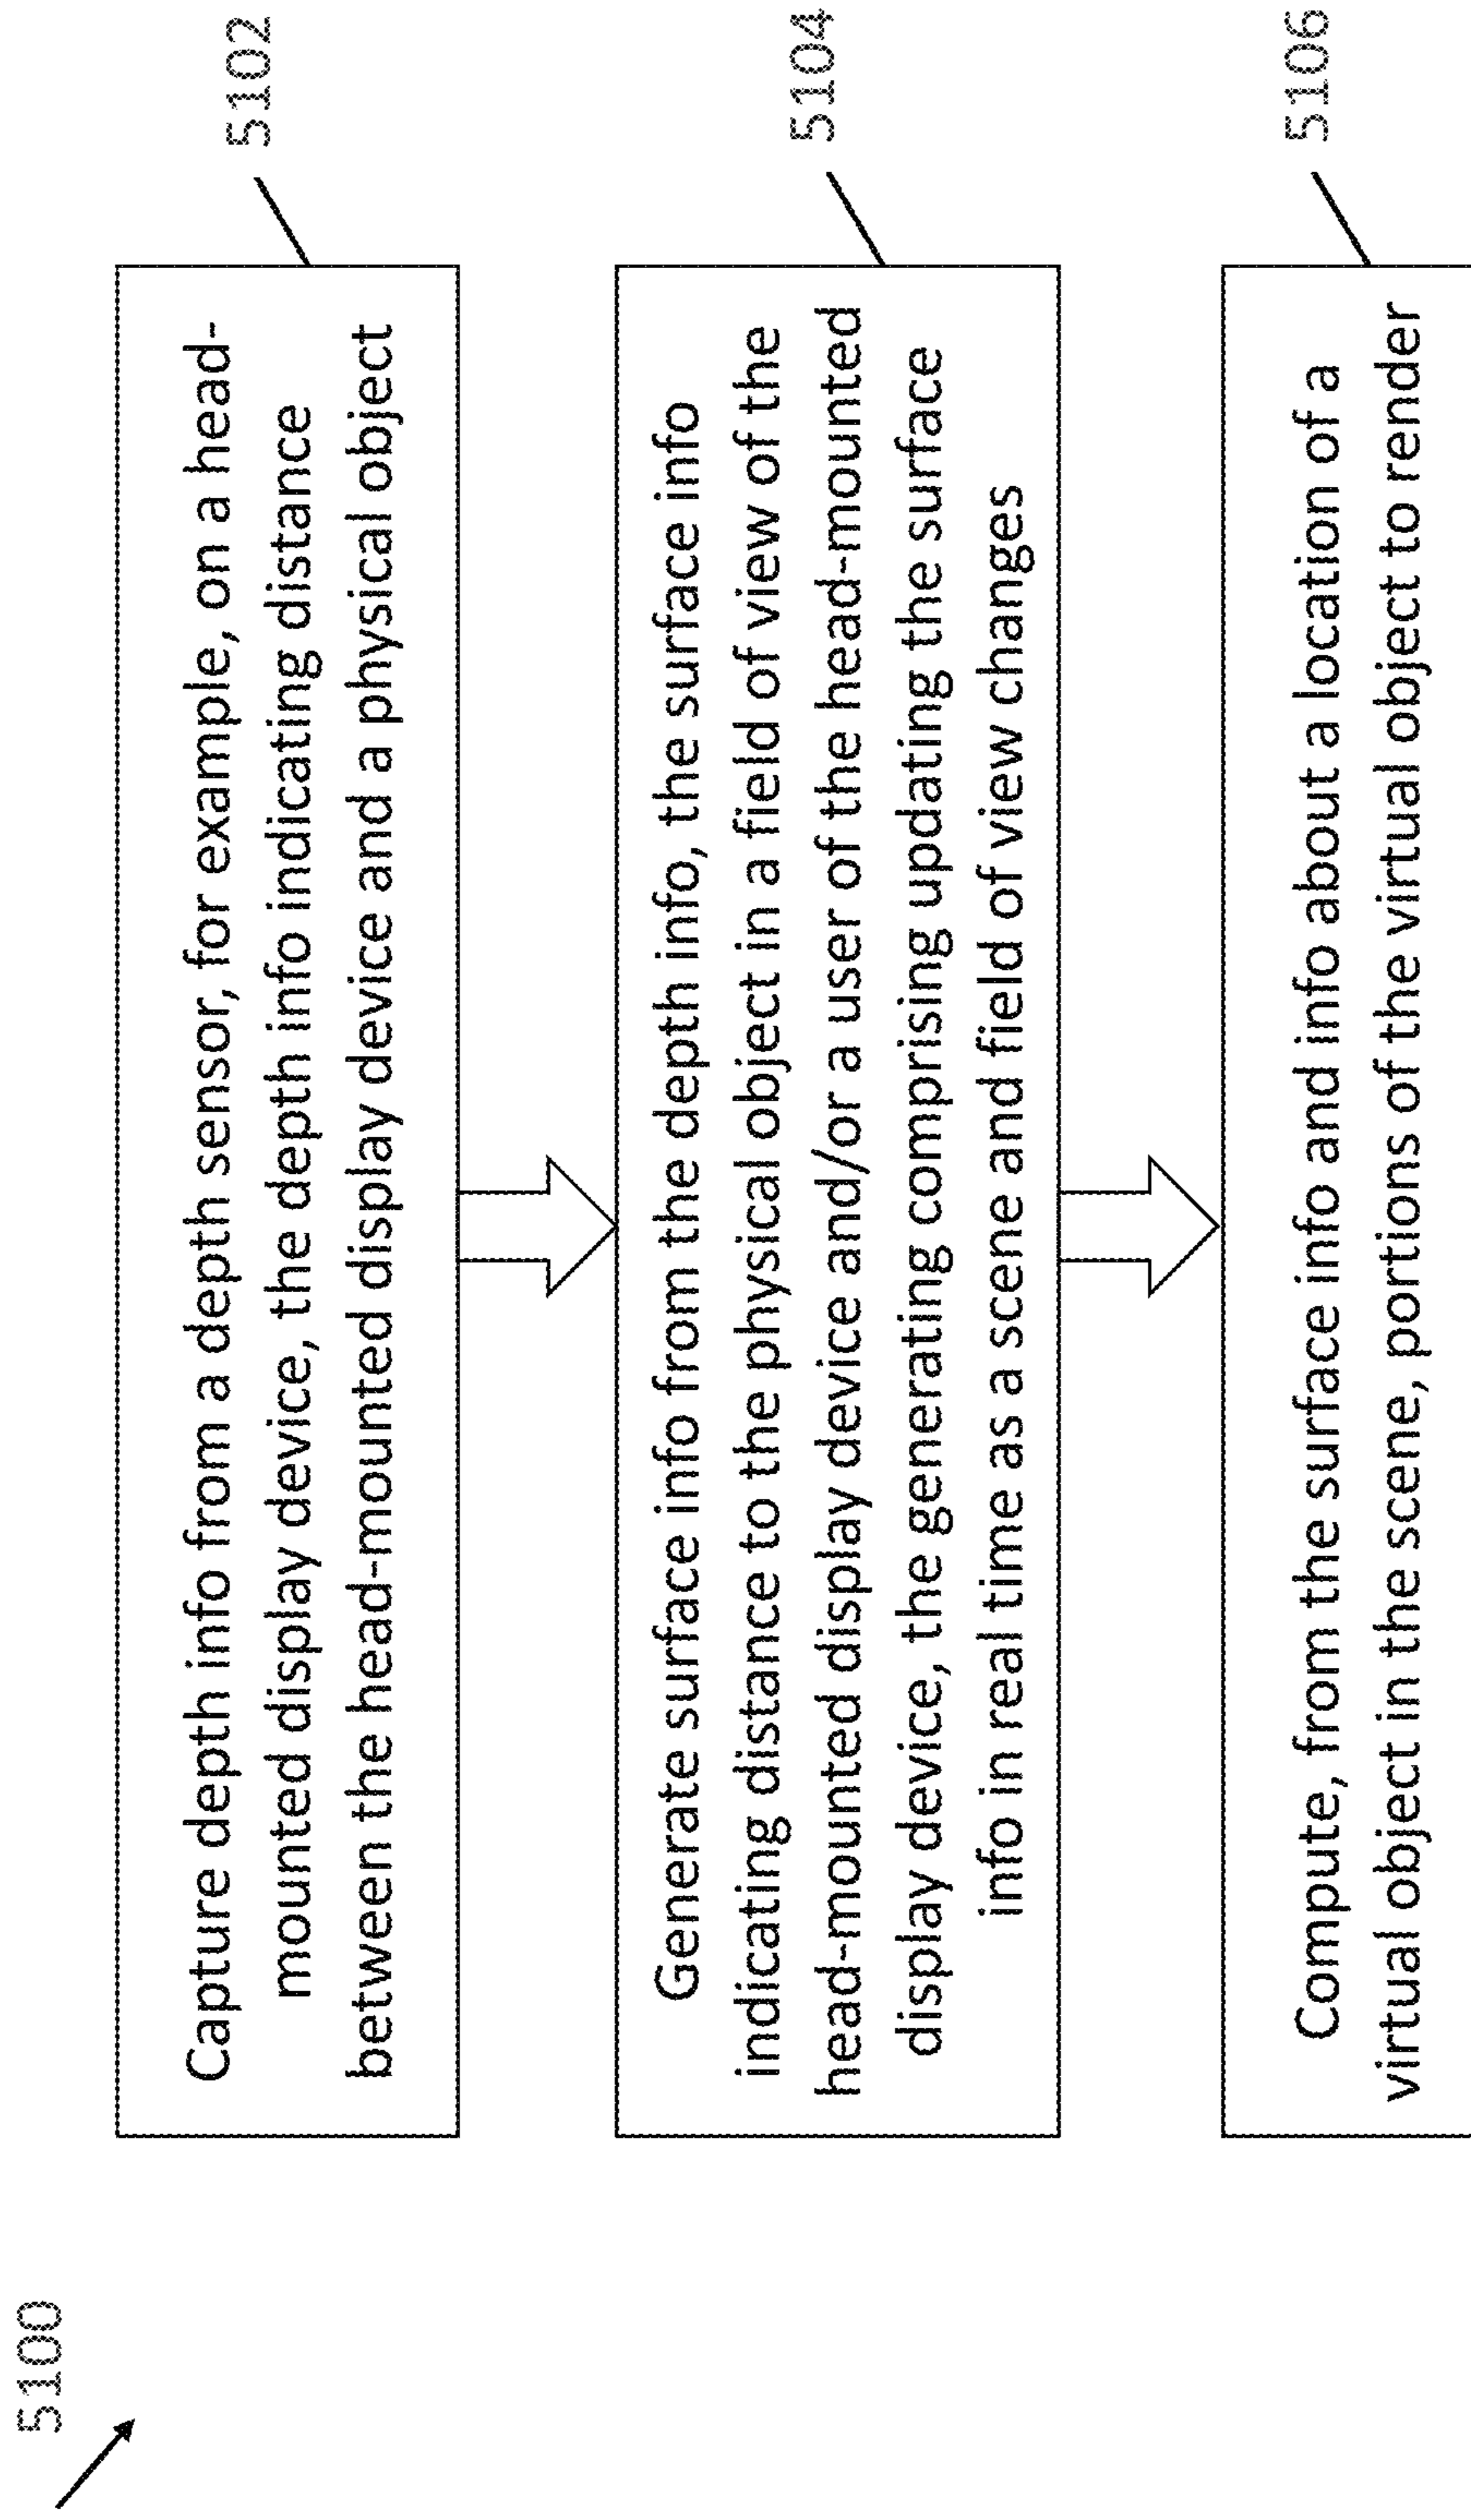 5100
Capture depth info from a depth sensor, for example, on a head-
mounted display device, the depth info indicating distance
between the head-mounted display device and a physical object
5102
Generate surface info from the depth info, the surface info
indicating distance to the physical object in a field of view of the
head-mounted display device and/or a user of the head-mounted
display device, the generating comprising updating the surface
info in real time as a scene and field of view changes
5104
Compute, from the surface info and info about a location of a
virtual object in the scene, portions of the virtual object to render
5106